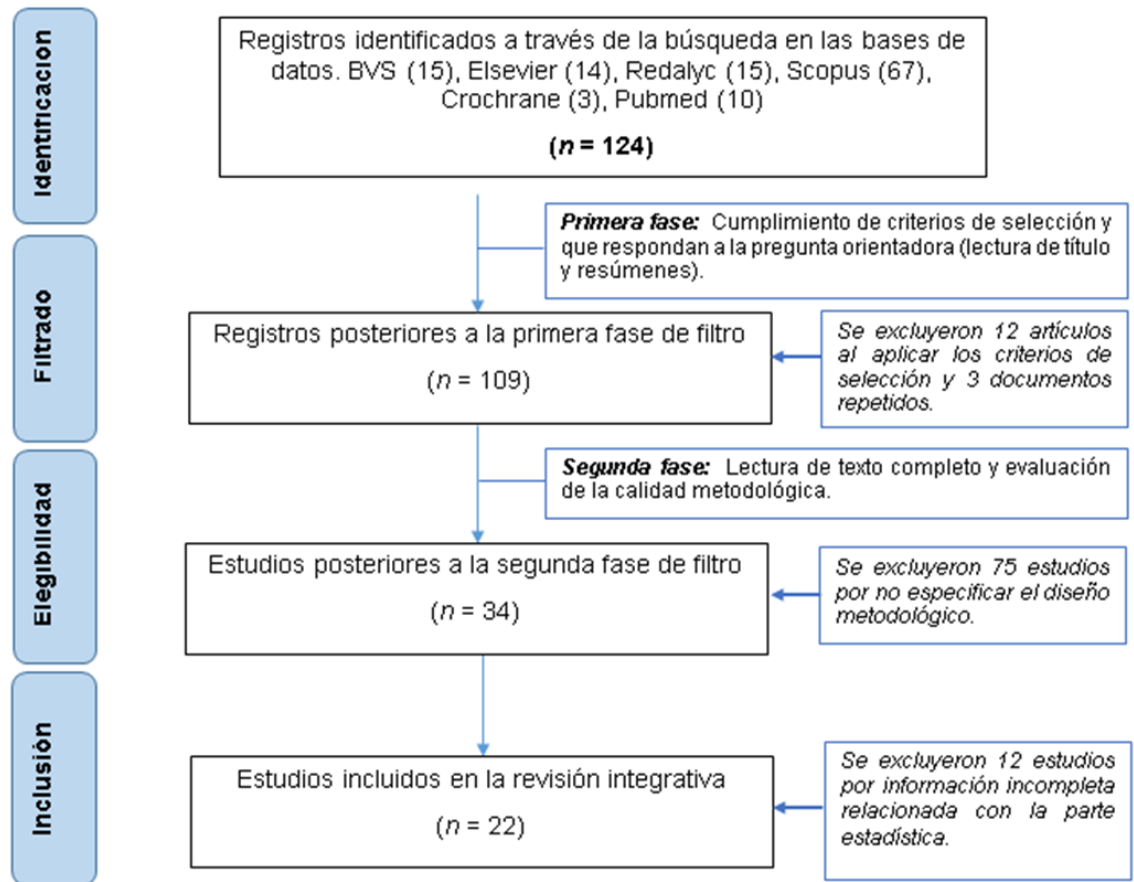 Identificacion
Registros identificados a través de la búsqueda en las bases de
datos. BVS (15), Elsevier (14), Redalyc (15), Scopus (67),
Crochrane (3), Pubmed (10)
(n = 124)
Primera fase: Cumplimiento de criterios de selección y
que respondan a la pregunta orientadora (lectura de título
y resúmenes).
Filtrado
Registros posteriores a la primera fase de filtro
(n = 109)
Se excluyeron 12 artículos
al aplicar los criterios de
selección y 3 documentos
repetidos.
Segunda fase: Lectura de texto completo y evaluación
de la calidad metodológica.
Elegibilidad
Estudios posteriores a la segunda fase de filtro
(n = 34)
Se excluyeron 75 estudios
por no especificar el diseño
metodológico.
Inclusión
Estudios incluidos en la revisión integrativa
(n = 22)
Se excluyeron 12 estudios
por información incompleta
relacionada con la parte
estadística.